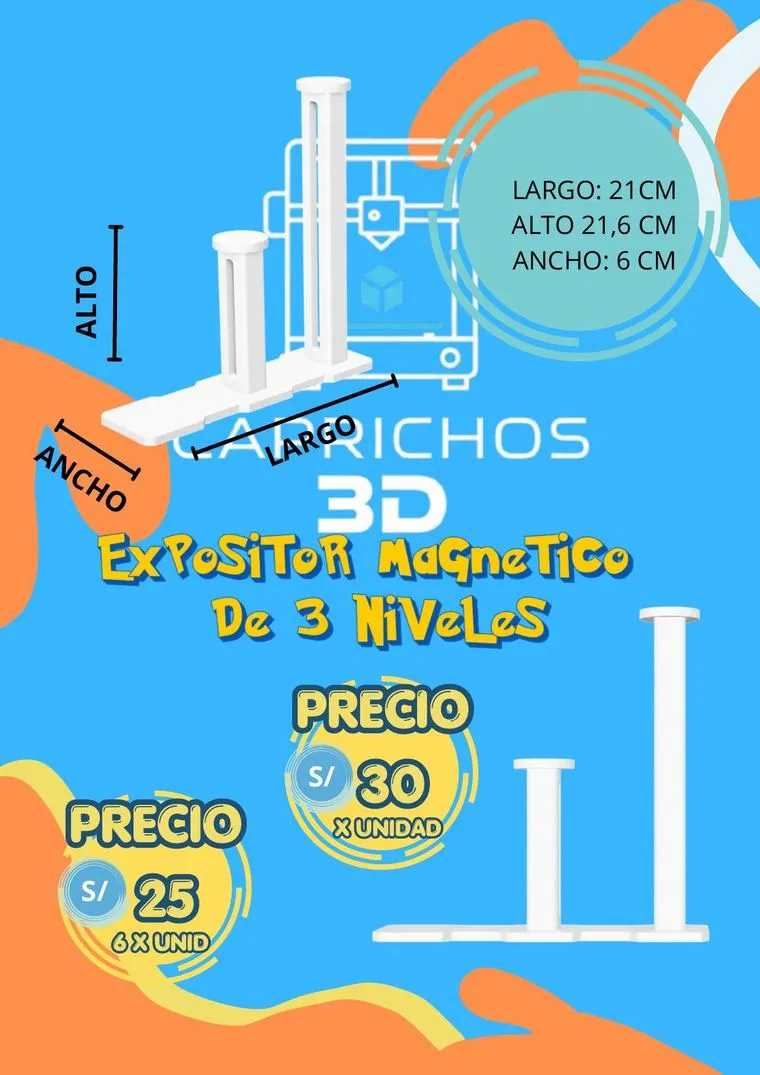 LARGO: 21CM
ALTO 21,6 CM
ANCHO: 6 CM
ALTO
LARGO
ANCHO
CAPRICHOS
3D
EXPOSITOR MAGNETICO
DE 3 NIVELES
PRECIO
S/ 30
X UNIDAD
PRECIO
S/ 25
6 X UNID